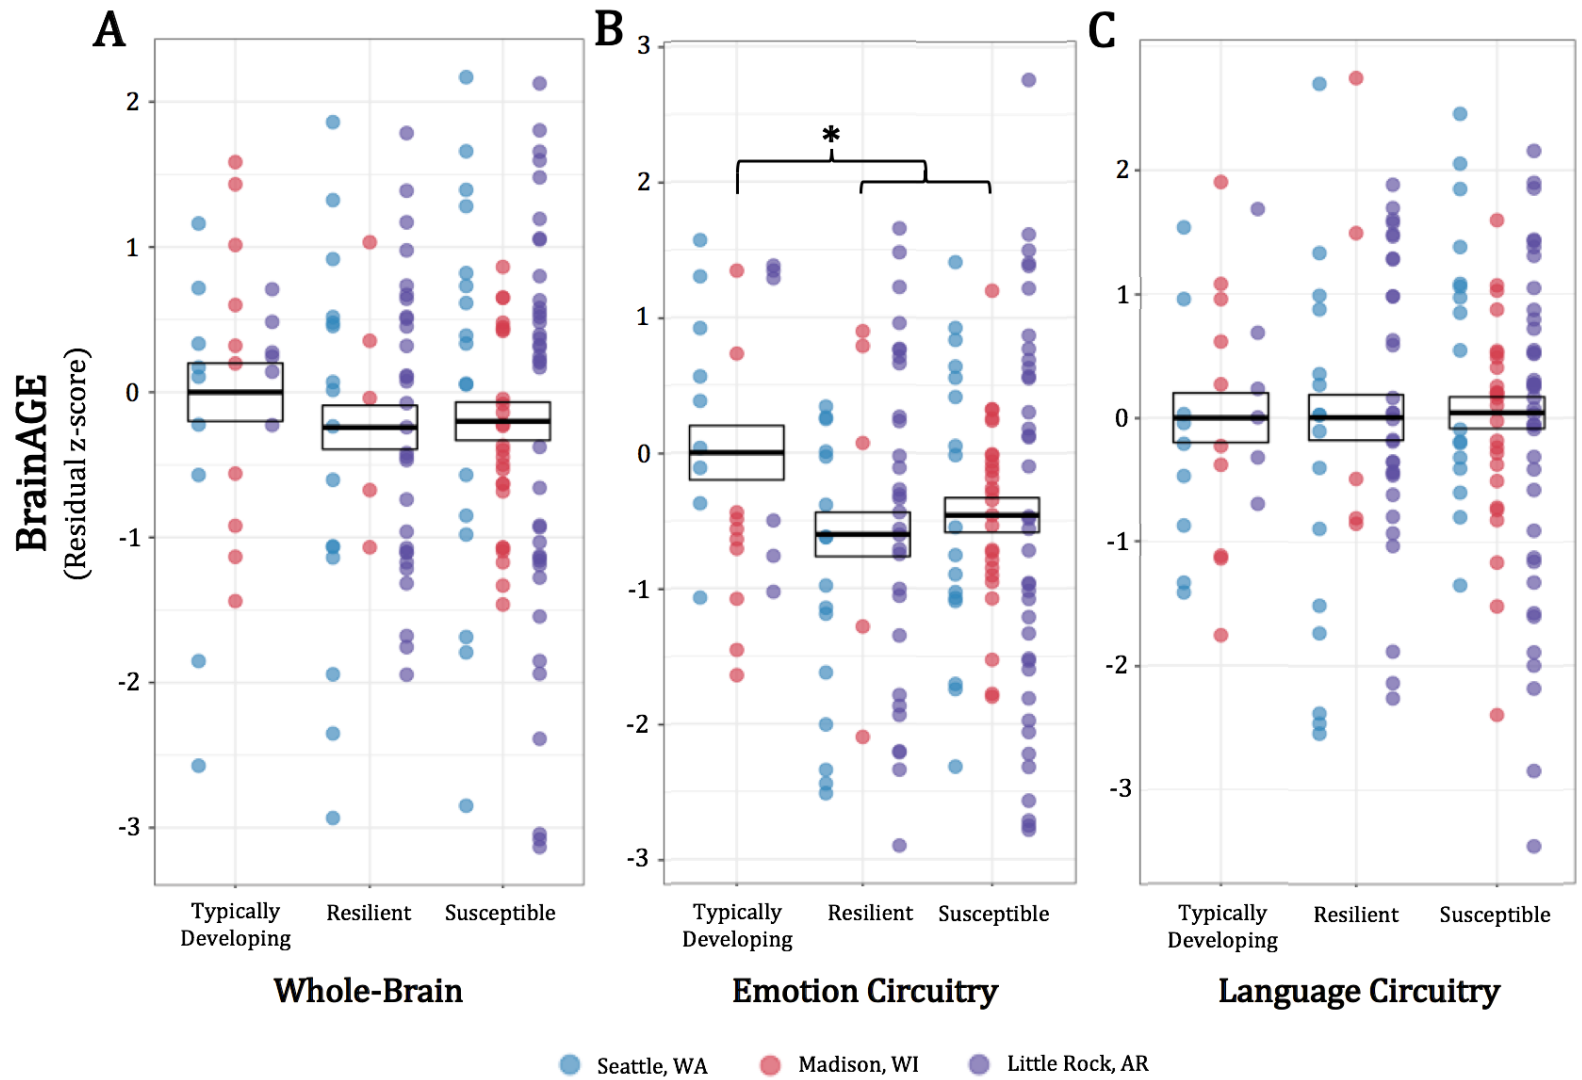 A
B
C
BrainAGE
(Residual z-score)
2
1
0
-1
-2
-3
Typically
Developing
Resilient
Susceptible
Whole-Brain
3
2
1
0
-1
-2
-3
*
Typically
Developing
Resilient
Susceptible
Emotion Circuitry
2
1
0
-1
-2
-3
Typically
Developing
Resilient
Susceptible
Language Circuitry
Seattle, WA
Madison, WI
Little Rock, AR